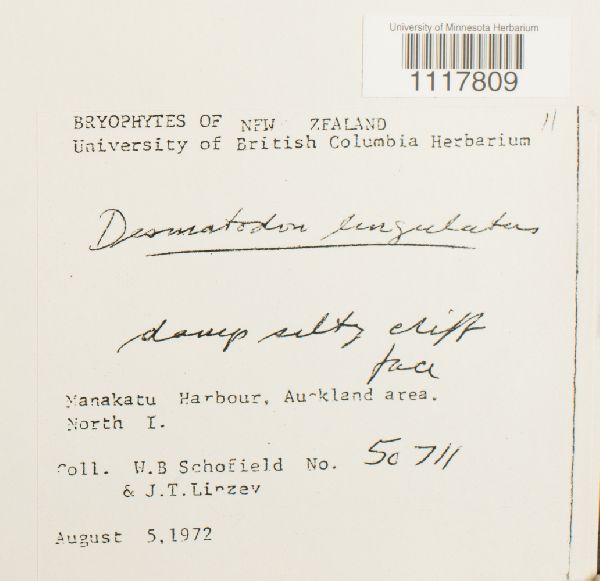 University of Minnesota Herbarium
1117809
BRYOPHYTES OF NEW ZEALAND 11
University of British Columbia Herbarium
Desmatodon lingulatus
damp silty cliff
face
Manakatu Harbour, Auckland area.
North I.
Coll. W.B Schofield No. 50711
& J.T. Linzey
August 5,1972